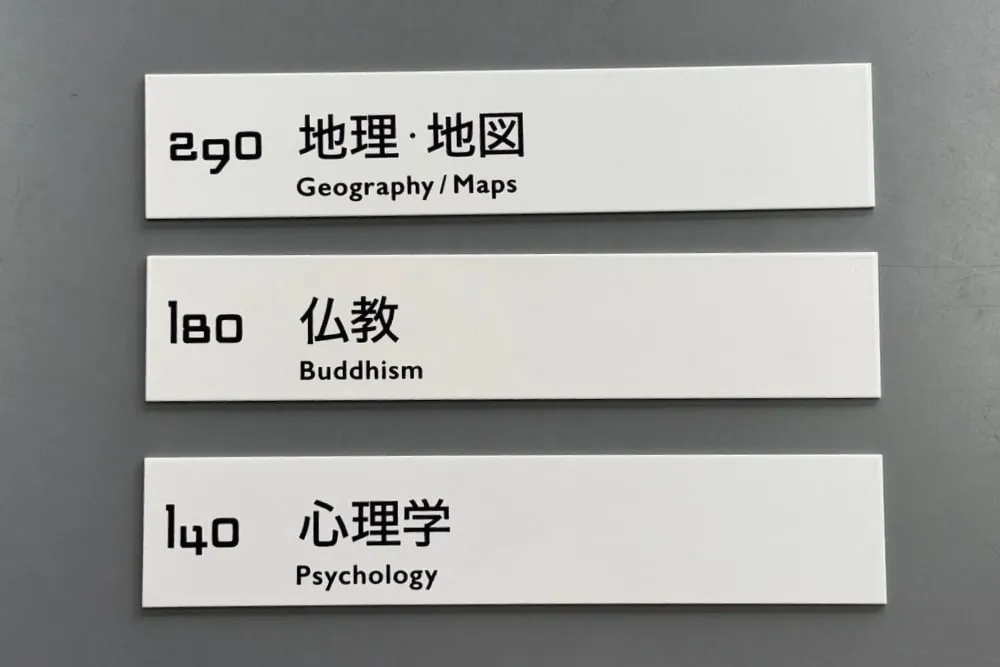 290 地理・地図
Geography / Maps
180 仏教
Buddhism
140 心理学
Psychology